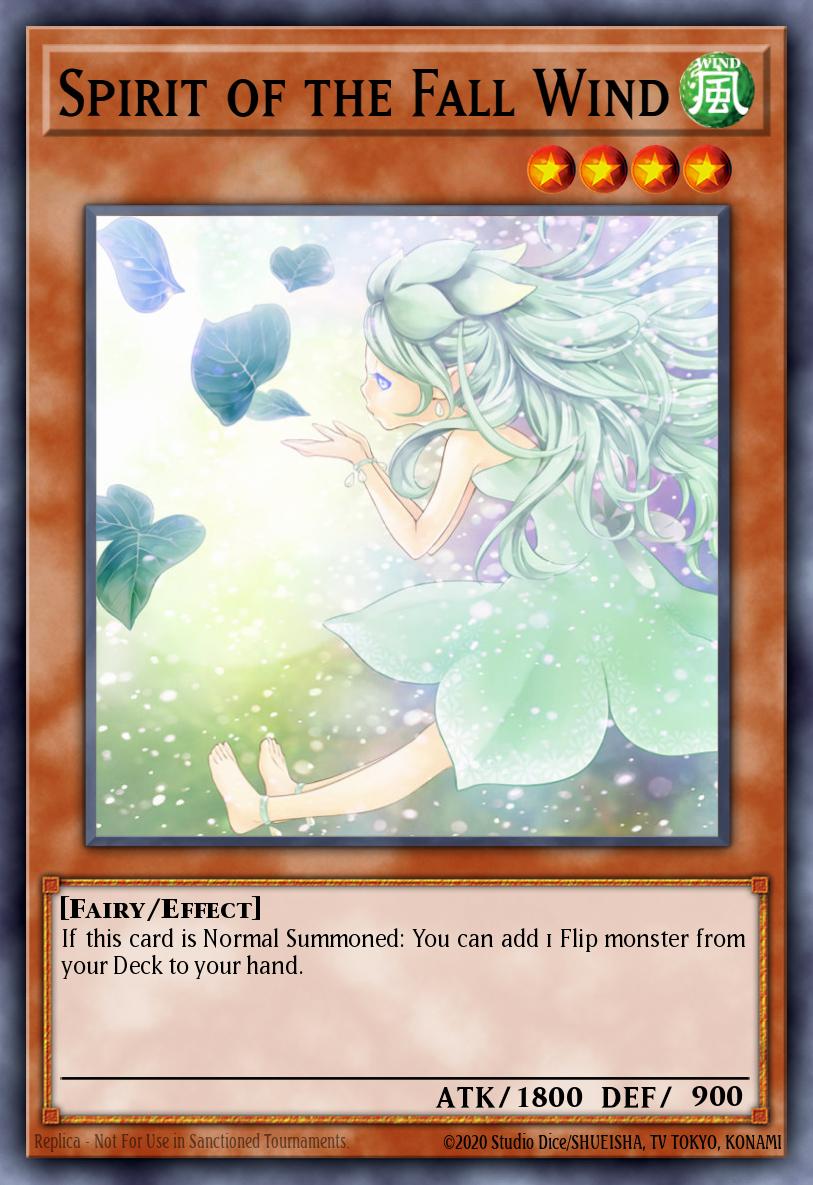 Spirit of the Fall Wind
WIND
風
[Fairy/Effect]
If this card is Normal Summoned: You can add 1 Flip monster from
your Deck to your hand.
ATK/1800 DEF/ 900
Replica - Not For Use in Sanctioned Tournaments.
©2020 Studio Dice/SHUEISHA, TV TOKYO, KONAMI